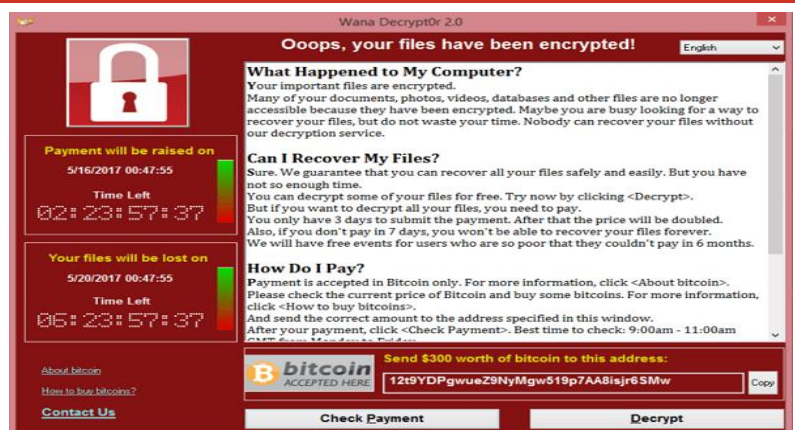 Wana Decrypt0r 2.0
Ooops, your files have been encrypted!
English
Payment will be raised on
5/16/2017 00:47:55
Time Left
02:23:57:37
Your files will be lost on
5/20/2017 00:47:55
Time Left
06:23:57:37
About bitcoin
How to buy bitcoins?
Contact Us
What Happened to My Computer?
Your important files are encrypted.
Many of your documents, photos, videos, databases and other files are no longer
accessible because they have been encrypted. Maybe you are busy looking for a way to
recover your files, but do not waste your time. Nobody can recover your files without
our decryption service.
Can I Recover My Files?
Sure. We guarantee that you can recover all your files safely and easily. But you have
not so enough time.
You can decrypt some of your files for free. Try now by clicking <Decrypt>.
But if you want to decrypt all your files, you need to pay.
You only have 3 days to submit the payment. After that the price will be doubled.
Also, if you don't pay in 7 days, you won't be able to recover your files forever.
We will have free events for users who are so poor that they couldn't pay in 6 months.
How Do I Pay?
Payment is accepted in Bitcoin only. For more information, click <About bitcoin>.
Please check the current price of Bitcoin and buy some bitcoins. For more information,
click <How to buy bitcoins>.
And send the correct amount to the address specified in this window.
After your payment, click <Check Payment>. Best time to check: 9:00am - 11:00am
GMT from Monday to Friday
bitcoin
ACCEPTED HERE
Send $300 worth of bitcoin to this address:
12t9YDPgwueZ9NyMgw519p7AA8isjr6SMw
Copy
Check Payment
Decrypt